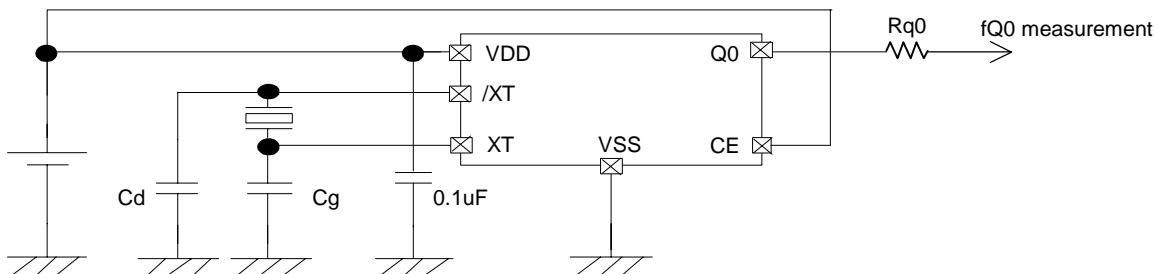 Rq0 fQ0 measurement
VDD Q0
/XT
XT VSS CE
Cd Cg 0.1uF